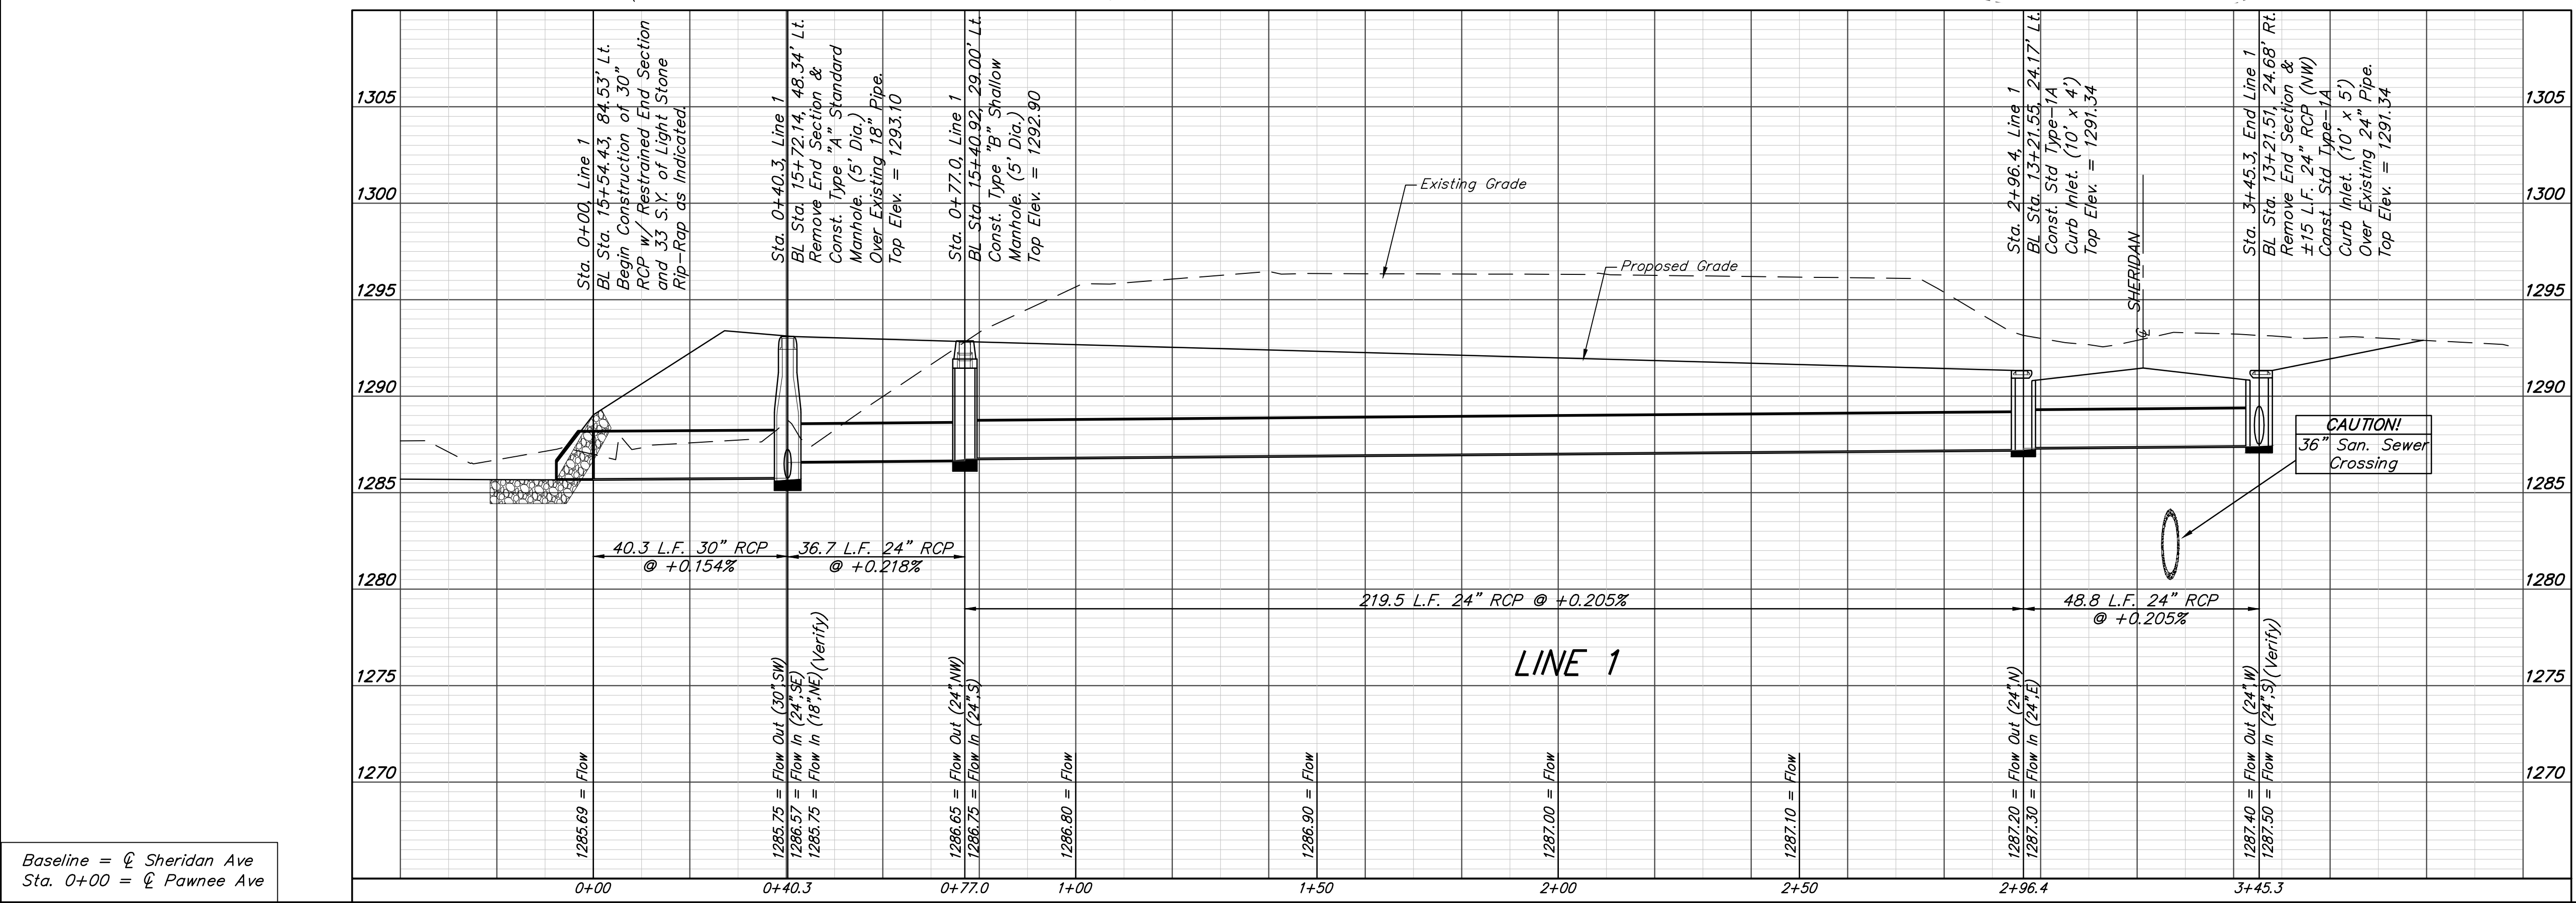 Sta. 0+00, Line 1
BL Sta. 15+54.43, 84.53' Lt.
Begin Construction of 30"
RCP w/ Restrained End Section
and 33 S.Y. of Light Stone
Rip-Rap as Indicated.
Sta. 0+40.3, Line 1
BL Sta. 15+72.14, 48.34' Lt.
Remove End Section &
Const. Type "A" Standard
Manhole. (5' Dia.)
Over Existing 18" Pipe.
Top Elev. = 1293.10
Sta. 0+77.0, Line 1
BL Sta. 15+40.92, 29.00' Lt.
Const. Type "B" Shallow
Manhole. (5' Dia.)
Top Elev. = 1292.90
Sta. 2+96.4, Line 1
BL Sta. 13+21.55, 24.17' Lt.
Const. Std Type-1A
Curb Inlet. (10' x 4')
Top Elev. = 1291.34
SHERIDAN
℄
Sta. 3+45.3, End Line 1
BL Sta. 13+21.51, 24.68' Rt.
Remove End Section &
±15 L.F. 24" RCP (NW)
Const. Std Type-1A
Curb Inlet. (10' x 5')
Over Existing 24" Pipe.
Top Elev. = 1291.34
1305
1305
1300
1300
1295
1295
1290
1290
1285
1285
1280
1280
1275
1275
1270
1270
Existing Grade
Proposed Grade
CAUTION!
36" San. Sewer
Crossing
40.3 L.F. 30" RCP
@ +0.154%
36.7 L.F. 24" RCP
@ +0.218%
219.5 L.F. 24" RCP @ +0.205%
48.8 L.F. 24" RCP
@ +0.205%
LINE 1
1285.69 = Flow
1285.75 = Flow Out (30",SW)
1286.57 = Flow In (24",SE)
1285.75 = Flow In (18",NE)(Verify)
1286.65 = Flow Out (24",NW)
1286.75 = Flow In (24",S)
1286.80 = Flow
1286.90 = Flow
1287.00 = Flow
1287.10 = Flow
1287.20 = Flow Out (24",N)
1287.30 = Flow In (24",E)
1287.40 = Flow Out (24",W)
1287.50 = Flow In (24",S)(Verify)
0+00
0+40.3
0+77.0
1+00
1+50
2+00
2+50
2+96.4
3+45.3
Baseline = ℄ Sheridan Ave
Sta. 0+00 = ℄ Pawnee Ave